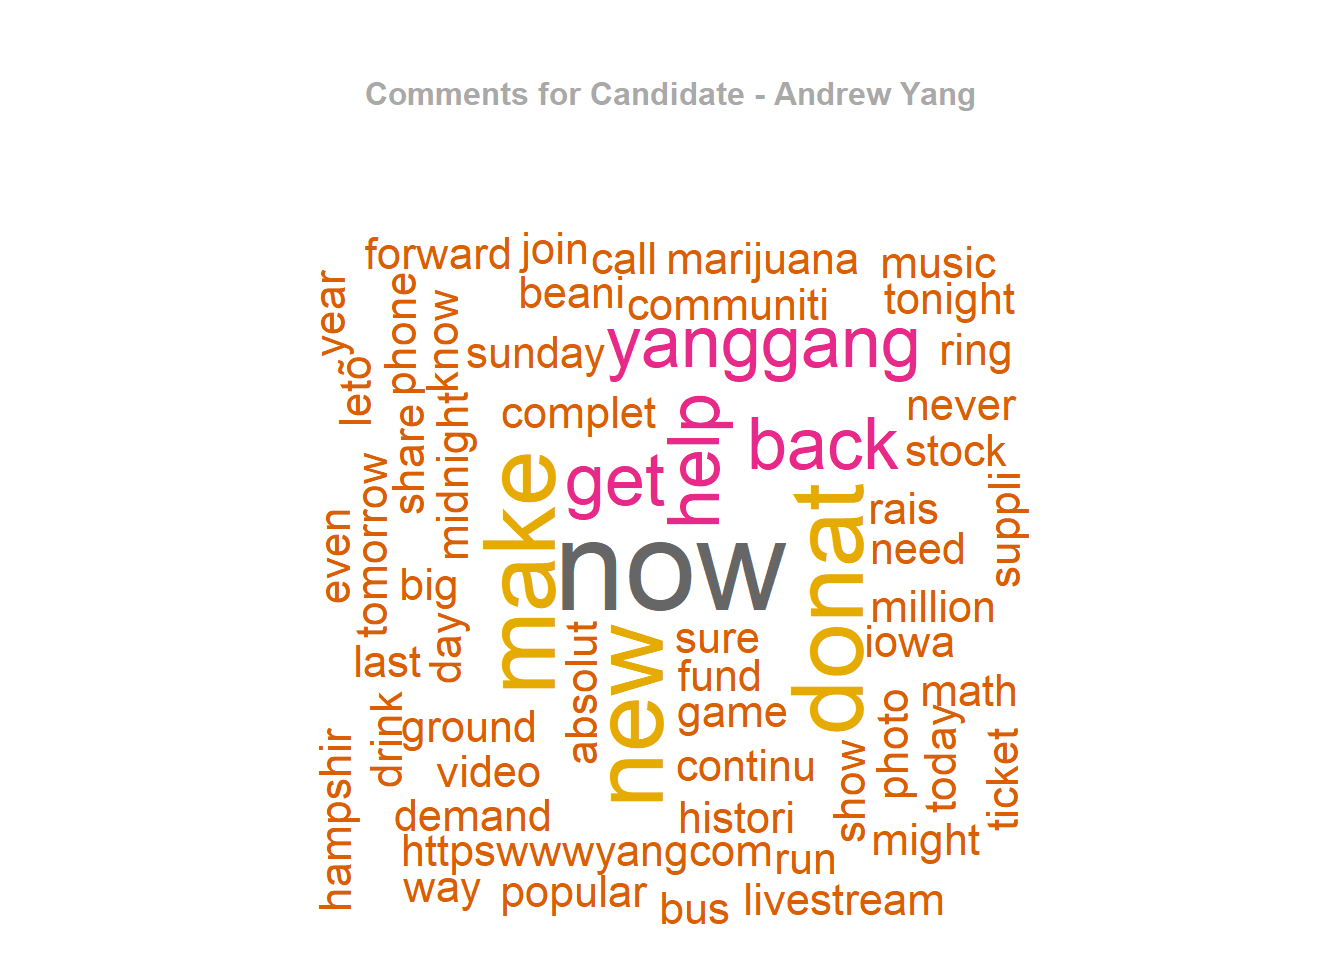 Comments for Candidate - Andrew Yang
forward
join
call
marijuana
music
year
phone
know
beani
communiti
tonight
letõ
sunday
yanggang
ring
share
midnight
complet
help
back
never
stock
tomorrow
even
make
get
donat
rais
suppli
need
big
now
million
day
last
absolut
new
sure
iowa
fund
math
hampshir
drink
ground
game
photo
today
ticket
video
continu
show
demand
histori
might
httpswwwyangcom
run
way
popular
bus
livestream